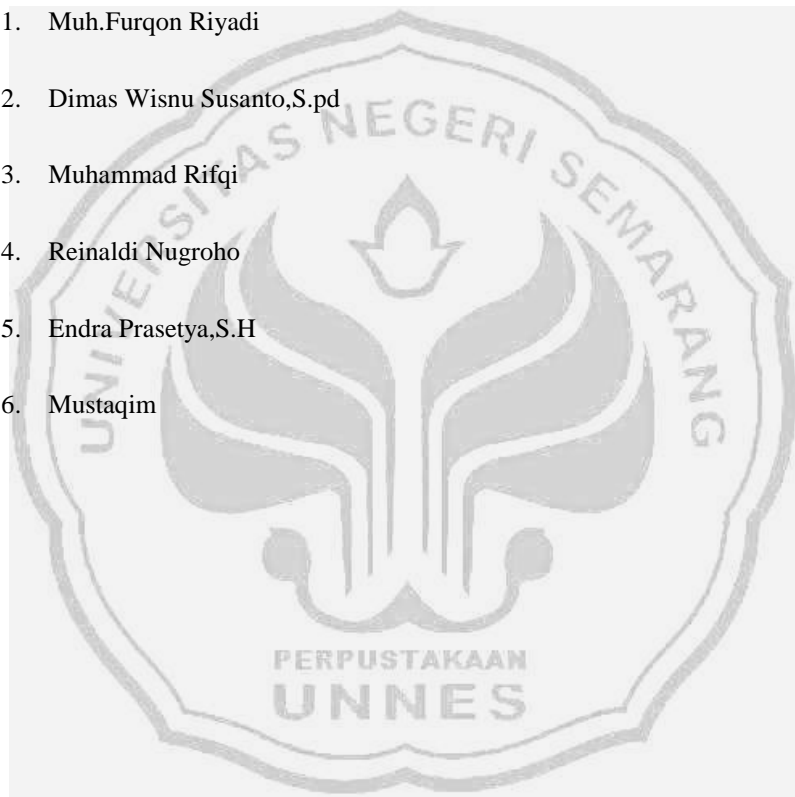 1. Muh.Furqon Riyadi
2. Dimas Wisnu Susanto,S.pd
3. Muhammad Rifqi
4. Reinaldi Nugroho
5. Endra Prasetya,S.H
6. Mustaqim
UNIVERSITAS NEGERI SEMARANG
PERPUSTAKAAN
UNNES